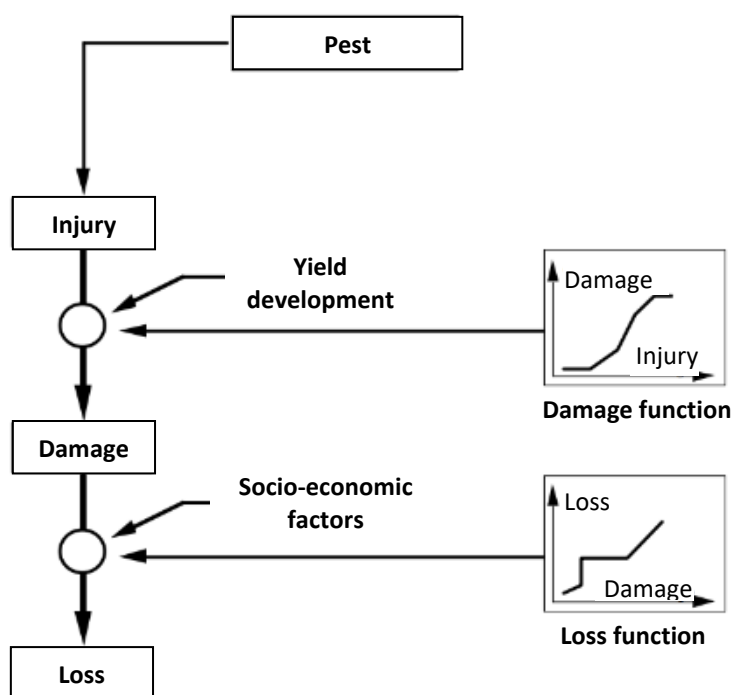 Pest
Injury
Yield
development
Damage
Injury
Damage function
Damage
Socio-economic
factors
Loss
Damage
Loss function
Loss